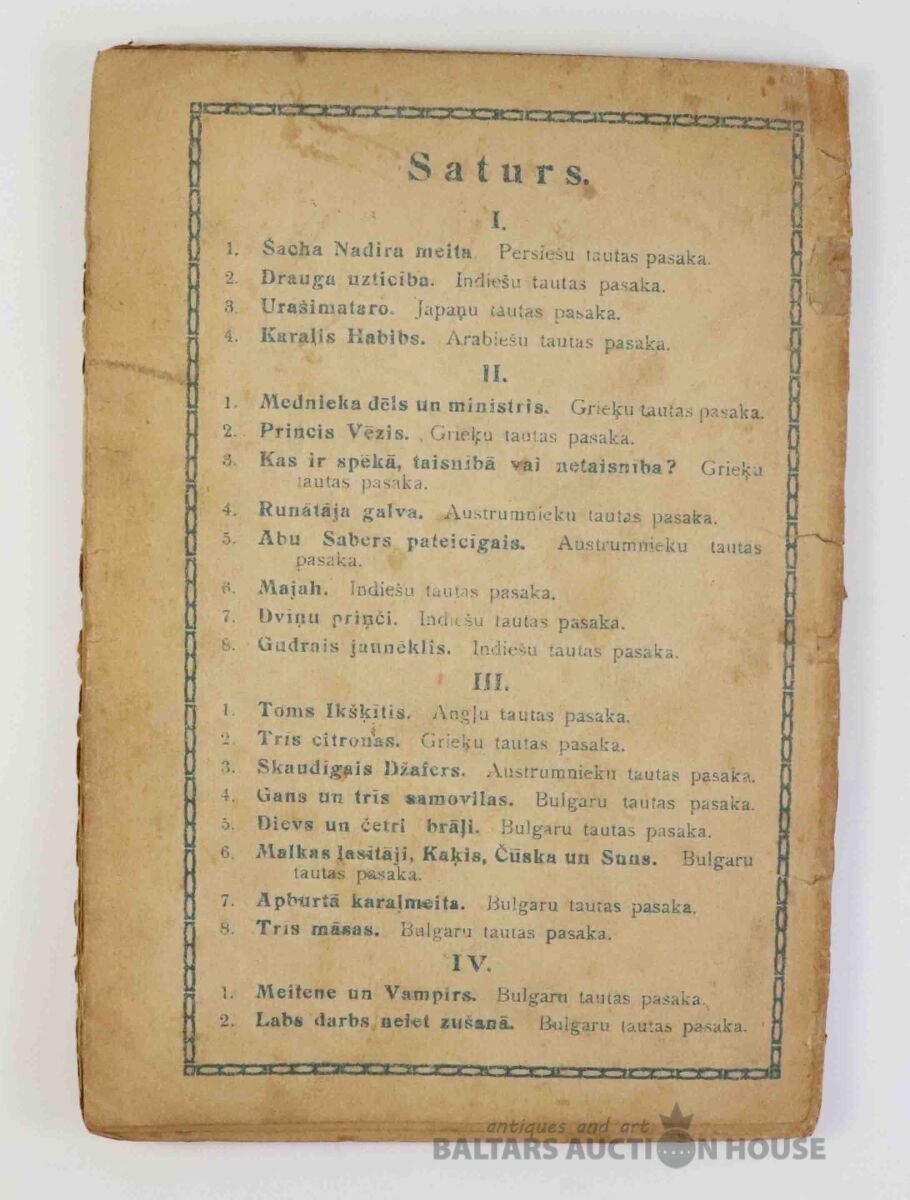 Saturs.
I.
1. Šacha Nadira meita. Persiešu tautas pasaka.
2. Drauga uzticība. Indiešu tautas pasaka.
3. Urašimataro. Japaņu tautas pasaka.
4. Karalis Habibs. Arabiešu tautas pasaka.
II.
1. Mednieka dēls un ministris. Grieķu tautas pasaka.
2. Princis Vēzis. Grieķu tautas pasaka.
3. Kas ir spēkā, taisnībā vai netaisnība? Grieķu
tautas pasaka.
4. Runātāja galva. Austrumnieku tautas pasaka.
5. Abu Sabers pateicīgais. Austrumnieku tautas
pasaka.
6. Majah. Indiešu tautas pasaka.
7. Dviņu priņči. Indiešu tautas pasaka.
8. Gudrais jauneklis. Indiešu tautas pasaka.
III.
1. Toms Ikšķītis. Angļu tautas pasaka.
2. Trīs citronas. Grieķu tautas pasaka.
3. Skaudīgais Džafers. Austrumnieku tautas pasaka.
4. Gans un trīs samovilas. Bulgaru tautas pasaka.
5. Dievs un četri brāļi. Bulgaru tautas pasaka.
6. Malkas lasītāji, Kaķis, Čūska un Suns. Bulgaru
tautas pasaka.
7. Apburtā karaļmeita. Bulgaru tautas pasaka.
8. Trīs māsas. Bulgaru tautas pasaka.
IV.
1. Meitene un Vampirs. Bulgaru tautas pasaka.
2. Labs darbs neiet zušanā. Bulgaru tautas pasaka.
antiques and art
BALTARS AUCTION HOUSE